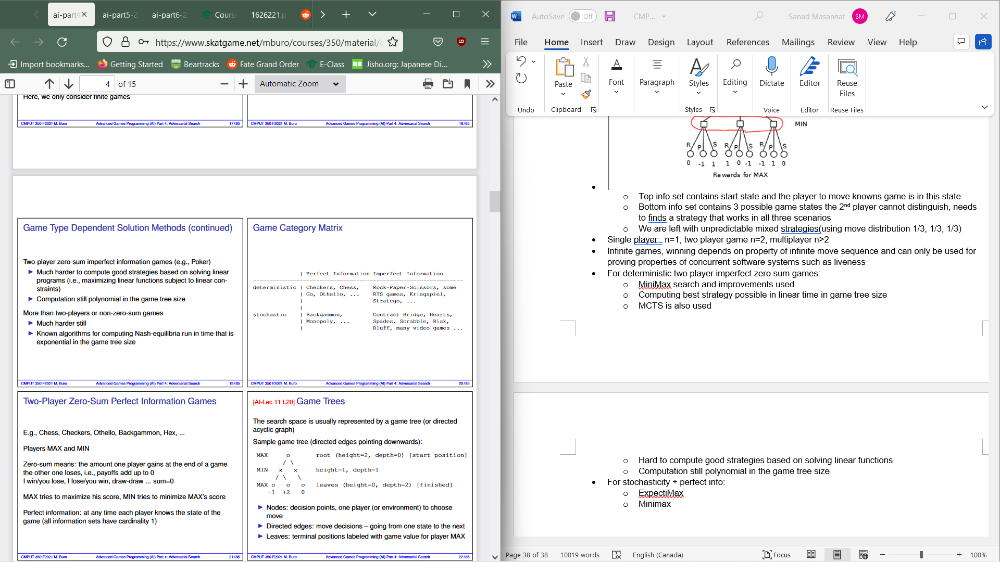 ai-part
ai-part5-2
ai-part6-2
Cours
1626221.p
https://www.skatgame.net/mburo/courses/350/material/
Import bookmarks...
Getting Started
Beartracks
Fate Grand Order
E-Class
Jisho.org: Japanese Di...
4 of 15
Automatic Zoom
Here, we only consider finite games
CMPUT 350 F2021 M. Buro Advanced Games Programming (AI) Part 4: Adversarial Search 17/85
CMPUT 350 F2021 M. Buro Advanced Games Programming (AI) Part 4: Adversarial Search 18/85
Game Type Dependent Solution Methods (continued)
Two-player zero-sum imperfect information games (e.g., Poker)
► Much harder to compute good strategies based on solving linear
programs (i.e., maximizing linear functions subject to linear con-
straints)
► Computation still polynomial in the game tree size
More than two-players or non-zero-sum games
► Much harder still
► Known algorithms for computing Nash-equilibria run in time that is
exponential in the game tree size
CMPUT 350 F2021 M. Buro Advanced Games Programming (AI) Part 4: Adversarial Search 19/85
Game Category Matrix
| Perfect Information Imperfect Information
deterministic | Checkers, Chess, Rock-Paper-Scissors, some
| Go, Othello, ... RTS games, Kriegspiel,
| Stratego, ...
|
stochastic | Backgammon, Contract Bridge, Hearts,
| Monopoly, ... Spades, Scrabble, Risk,
| Bluff, many video games ...
CMPUT 350 F2021 M. Buro Advanced Games Programming (AI) Part 4: Adversarial Search 20/85
Two-Player Zero-Sum Perfect Information Games
E.g., Chess, Checkers, Othello, Backgammon, Hex, ...
Players MAX and MIN
Zero-sum means: the amount one player gains at the end of a game
the other one loses, i.e., payoffs add up to 0
I win/you lose, I lose/you win, draw-draw ... sum=0
MAX tries to maximize his score, MIN tries to minimize MAX's score
Perfect information: at any time each player knows the state of the
game (all information sets have cardinality 1)
CMPUT 350 F2021 M. Buro Advanced Games Programming (AI) Part 4: Adversarial Search 21/85
[AI-Lec 11 L20] Game Trees
The search space is usually represented by a game tree (or directed
acyclic graph)
Sample game tree (directed edges pointing downwards):
MAX o root (height=2, depth=0) [start position]
/ \
MIN x x height=1, depth=1
/ \ \
MAX o o o leaves (height=0, depth=2) [finished]
-1 +2 0
► Nodes: decision points, one player (or environment) to choose
move
► Directed edges: move decisions – going from one state to the next
► Leaves: terminal positions labeled with game value for player MAX
CMPUT 350 F2021 M. Buro Advanced Games Programming (AI) Part 4: Adversarial Search 22/85
AutoSave Off CMP... Sanad Masannat SM
File Home Insert Draw Design Layout References Mailings Review View Help
Paste Font Paragraph Styles Editing Dictate Editor Reuse
Files
Undo Clipboard Styles Voice Editor Reuse Files
MIN
R P S R P S R P S
0 -1 1 1 0 -1 -1 1 0
Rewards for MAX
•
o Top info set contains start state and the player to move knowns game is in this state
o Bottom info set contains 3 possible game states the 2nd player cannot distinguish, needs
to finds a strategy that works in all three scenarios
o We are left with unpredictable mixed strategies(using move distribution 1/3, 1/3, 1/3)
• Single player : n=1, two player game n=2, multiplayer n>2
• Infinite games, winning depends on property of infinite move sequence and can only be used for
proving properties of concurrent software systems such as liveness
• For deterministic two player imperfect zero sum games:
o MiniMax search and improvements used
o Computing best strategy possible in linear time in game tree size
o MCTS is also used
o Hard to compute good strategies based on solving linear functions
o Computation still polynomial in the game tree size
• For stochasticity + perfect info:
o ExpectiMax
o Minimax
Page 38 of 38 10019 words English (Canada) Focus 100%